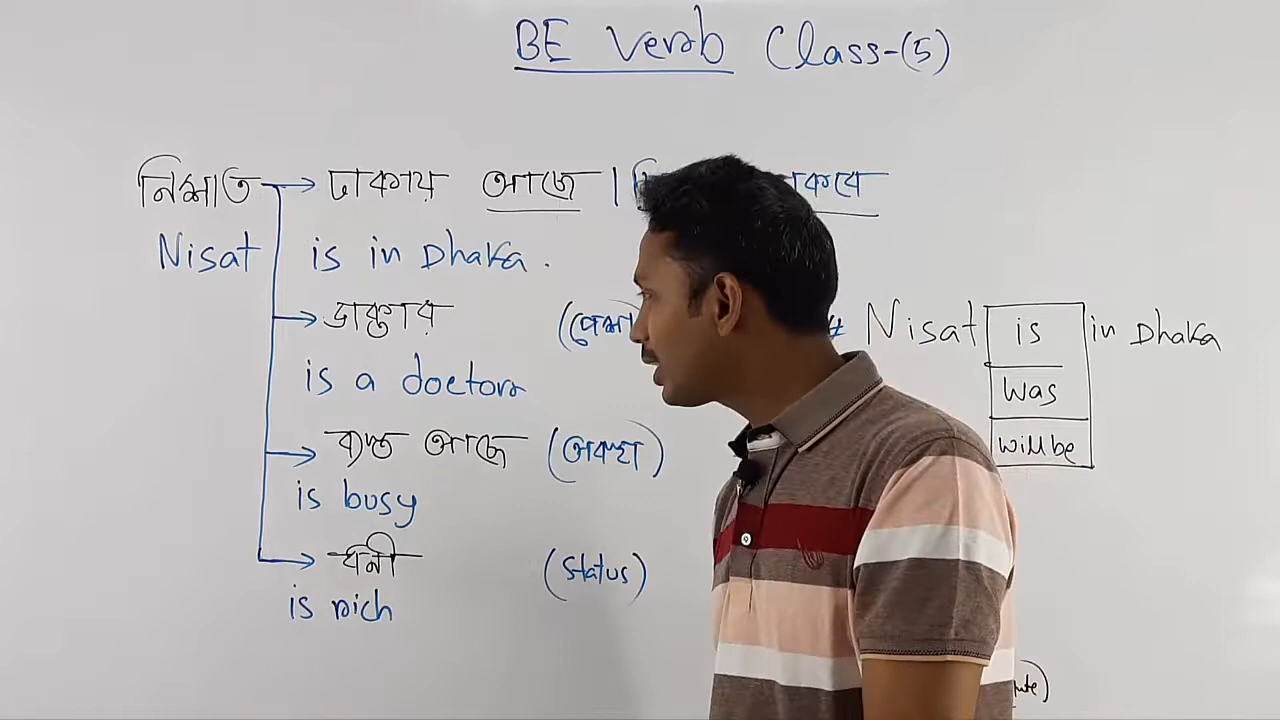 BE Verb Class-(5)
নিশাত → ঢাকায় আছে |
Nisat is in Dhaka.
→ ডাক্তার (পেশা
is a doctor
→ ব্যস্ত আছে (অবস্থা)
is busy
→ ধনী (status)
is rich
# Nisat is in Dhaka
was
will be